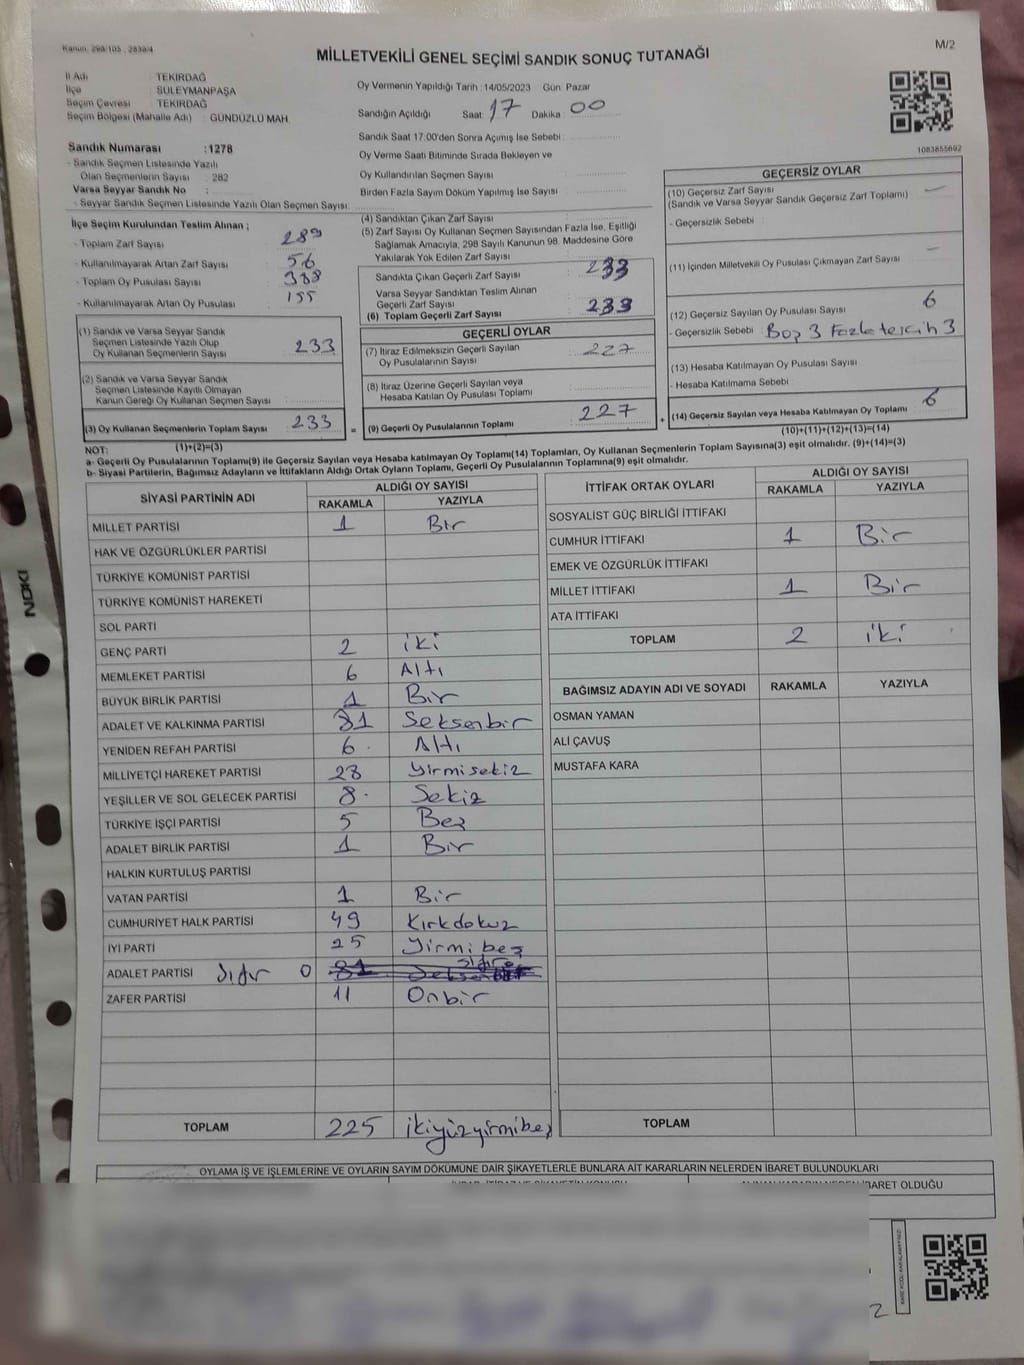 Kanun: 298/105 , 2839/4
M/2
MİLLETVEKİLİ GENEL SEÇİMİ SANDIK SONUÇ TUTANAĞI
İl Adı : TEKİRDAĞ
İlçe : SÜLEYMANPAŞA
Seçim Çevresi : TEKİRDAĞ
Seçim Bölgesi (Mahalle Adı) : GÜNDÜZLÜ MAH.
Oy Vermenin Yapıldığı Tarih : 14/05/2023 Gün: Pazar
Sandığın Açıldığı Saat: 17 Dakika: 00
Sandık Saat 17:00'den Sonra Açımış İse Sebebi:
Sandık Numarası :1278
- Sandık Seçmen Listesinde Yazılı
Olan Seçmenlerin Sayısı : 282
Varsa Seyyar Sandık No :
- Seyyar Sandık Seçmen Listesinde Yazılı Olan Seçmen Sayısı:
Oy Verme Saati Bitiminde Sırada Bekleyen ve
Oy Kullandırılan Seçmen Sayısı :
Birden Fazla Sayım Döküm Yapılmış İse Sayısı :
1083855692
İlçe Seçim Kurulundan Teslim Alınan ;
- Toplam Zarf Sayısı : 289
- Kullanılmayarak Artan Zarf Sayısı : 56
- Toplam Oy Pusulası Sayısı : 388
- Kullanılmayarak Artan Oy Pusulası : 155
(4) Sandıktan Çıkan Zarf Sayısı :
(5) Zarf Sayısı Oy Kullanan Seçmen Sayısından Fazla İse, Eşitliği
Sağlamak Amacıyla, 298 Sayılı Kanunun 98. Maddesine Göre
Yakılarak Yok Edilen Zarf Sayısı :
Sandıkta Çıkan Geçerli Zarf Sayısı : 233
Varsa Seyyar Sandıktan Teslim Alınan
Geçerli Zarf Sayısı :
(6) Toplam Geçerli Zarf Sayısı : 233
GEÇERSİZ OYLAR
(10) Geçersiz Zarf Sayısı : —
(Sandık ve Varsa Seyyar Sandık Geçersiz Zarf Toplamı)
- Geçersizlik Sebebi :
(11) İçinden Milletvekili Oy Pusulası Çıkmayan Zarf Sayısı : —
(12) Geçersiz Sayılan Oy Pusulası Sayısı : 6
- Geçersizlik Sebebi : Boş 3 Fazla tercih 3
(13) Hesaba Katılmayan Oy Pusulası Sayısı :
- Hesaba Katılmama Sebebi :
(14) Geçersiz Sayılan veya Hesaba Katılmayan Oy Toplamı : 6
(10)+(11)+(12)+(13)=(14)
(1) Sandık ve Varsa Seyyar Sandık
Seçmen Listesinde Yazılı Olup
Oy Kullanan Seçmenlerin Sayısı : 233
(2) Sandık ve Varsa Seyyar Sandık
Seçmen Listesinde Kayıtlı Olmayan
Kanun Gereği Oy Kullanan Seçmen Sayısı :
(3) Oy Kullanan Seçmenlerin Toplam Sayısı : 233 =
(1)+(2)=(3)
GEÇERLİ OYLAR
(7) İtiraz Edilmeksizin Geçerli Sayılan
Oy Pusulalarının Sayısı : 227
(8) İtiraz Üzerine Geçerli Sayılan veya
Hesaba Katılan Oy Pusulası Toplamı :
(9) Geçerli Oy Pusulalarının Toplamı : 227 +
NOT:
a- Geçerli Oy Pusulalarının Toplamı(9) ile Geçersiz Sayılan veya Hesaba Katılmayan Oy Toplamı(14) Toplamları, Oy Kullanan Seçmenlerin Toplam Sayısına(3) eşit olmalıdır. (9)+(14)=(3)
b- Siyasi Partilerin, Bağımsız Adayların ve İttifakların Aldığı Ortak Oyların Toplamı, Geçerli Oy Pusulalarının Toplamına(9) eşit olmalıdır.
SİYASİ PARTİNİN ADI
ALDIĞI OY SAYISI
RAKAMLA YAZIYLA
MİLLET PARTİSİ 1 Bir
HAK VE ÖZGÜRLÜKLER PARTİSİ
TÜRKİYE KOMÜNİST PARTİSİ
TÜRKİYE KOMÜNİST HAREKETİ
SOL PARTİ
GENÇ PARTİ 2 iki
MEMLEKET PARTİSİ 6 Altı
BÜYÜK BİRLİK PARTİSİ 1 Bir
ADALET VE KALKINMA PARTİSİ 81 Seksenbir
YENİDEN REFAH PARTİSİ 6 Altı
MİLLİYETÇİ HAREKET PARTİSİ 28 Yirmisekiz
YEŞİLLER VE SOL GELECEK PARTİSİ 8 Sekiz
TÜRKİYE İŞÇİ PARTİSİ 5 Beş
ADALET BİRLİK PARTİSİ 1 Bir
HALKIN KURTULUŞ PARTİSİ
VATAN PARTİSİ 1 Bir
CUMHURİYET HALK PARTİSİ 49 Kırkdokuz
İYİ PARTİ 25 Yirmibeş
ADALET PARTİSİ sıfır 0 81 sıfır
ZAFER PARTİSİ 11 Onbir
TOPLAM 225 ikiyüzyirmibeş
İTTİFAK ORTAK OYLARI
ALDIĞI OY SAYISI
RAKAMLA YAZIYLA
SOSYALİST GÜÇ BİRLİĞİ İTTİFAKI
CUMHUR İTTİFAKI 1 Bir
EMEK VE ÖZGÜRLÜK İTTİFAKI
MİLLET İTTİFAKI 1 Bir
ATA İTTİFAKI
TOPLAM 2 iki
BAĞIMSIZ ADAYIN ADI VE SOYADI RAKAMLA YAZIYLA
OSMAN YAMAN
ALİ ÇAVUŞ
MUSTAFA KARA
TOPLAM
OYLAMA İŞ VE İŞLEMLERİNE VE OYLARIN SAYIM DÖKÜMÜNE DAİR ŞİKAYETLERLE BUNLARA AİT KARARLARIN NELERDEN İBARET BULUNDUKLARI
İBARET OLDUĞU
NOKI